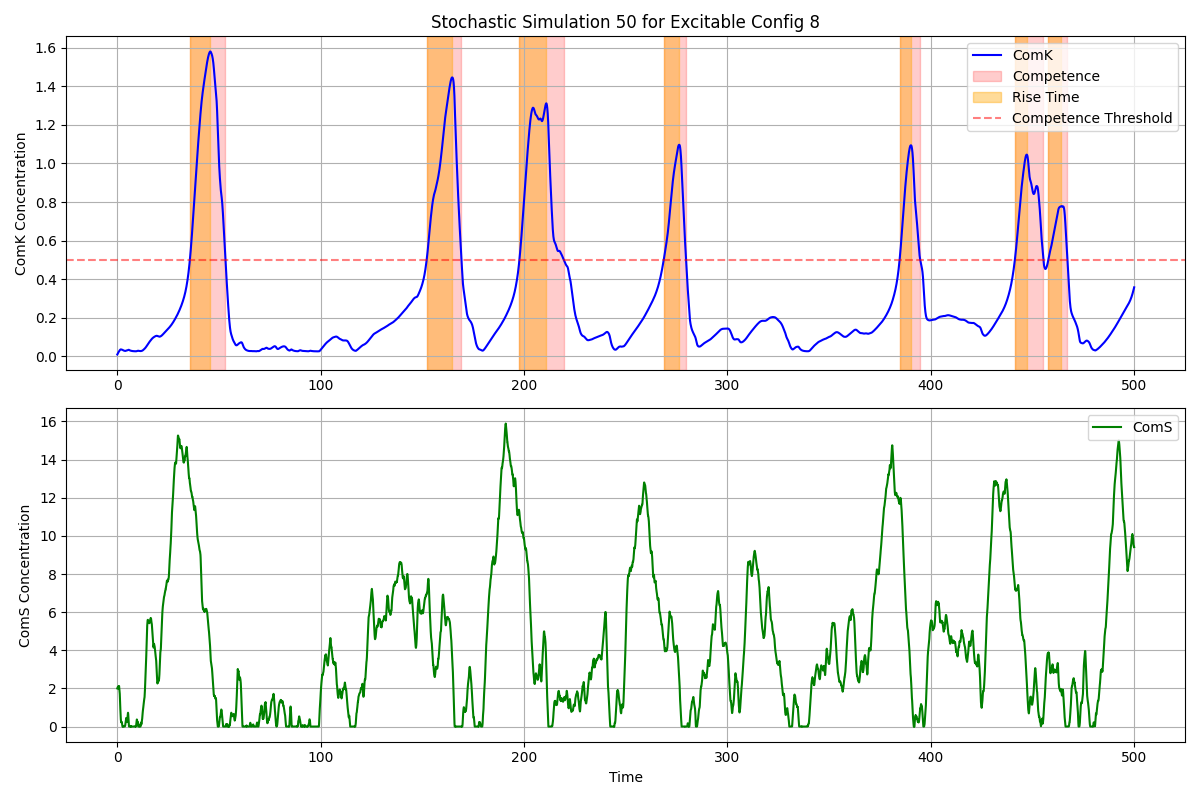 Stochastic Simulation 50 for Excitable Config 8
ComK Concentration
1.6
1.4
1.2
1.0
0.8
0.6
0.4
0.2
0.0
ComK
Competence
Rise Time
Competence Threshold
0 100 200 300 400 500
ComS Concentration
16
14
12
10
8
6
4
2
0
ComS
0 100 200 300 400 500
Time